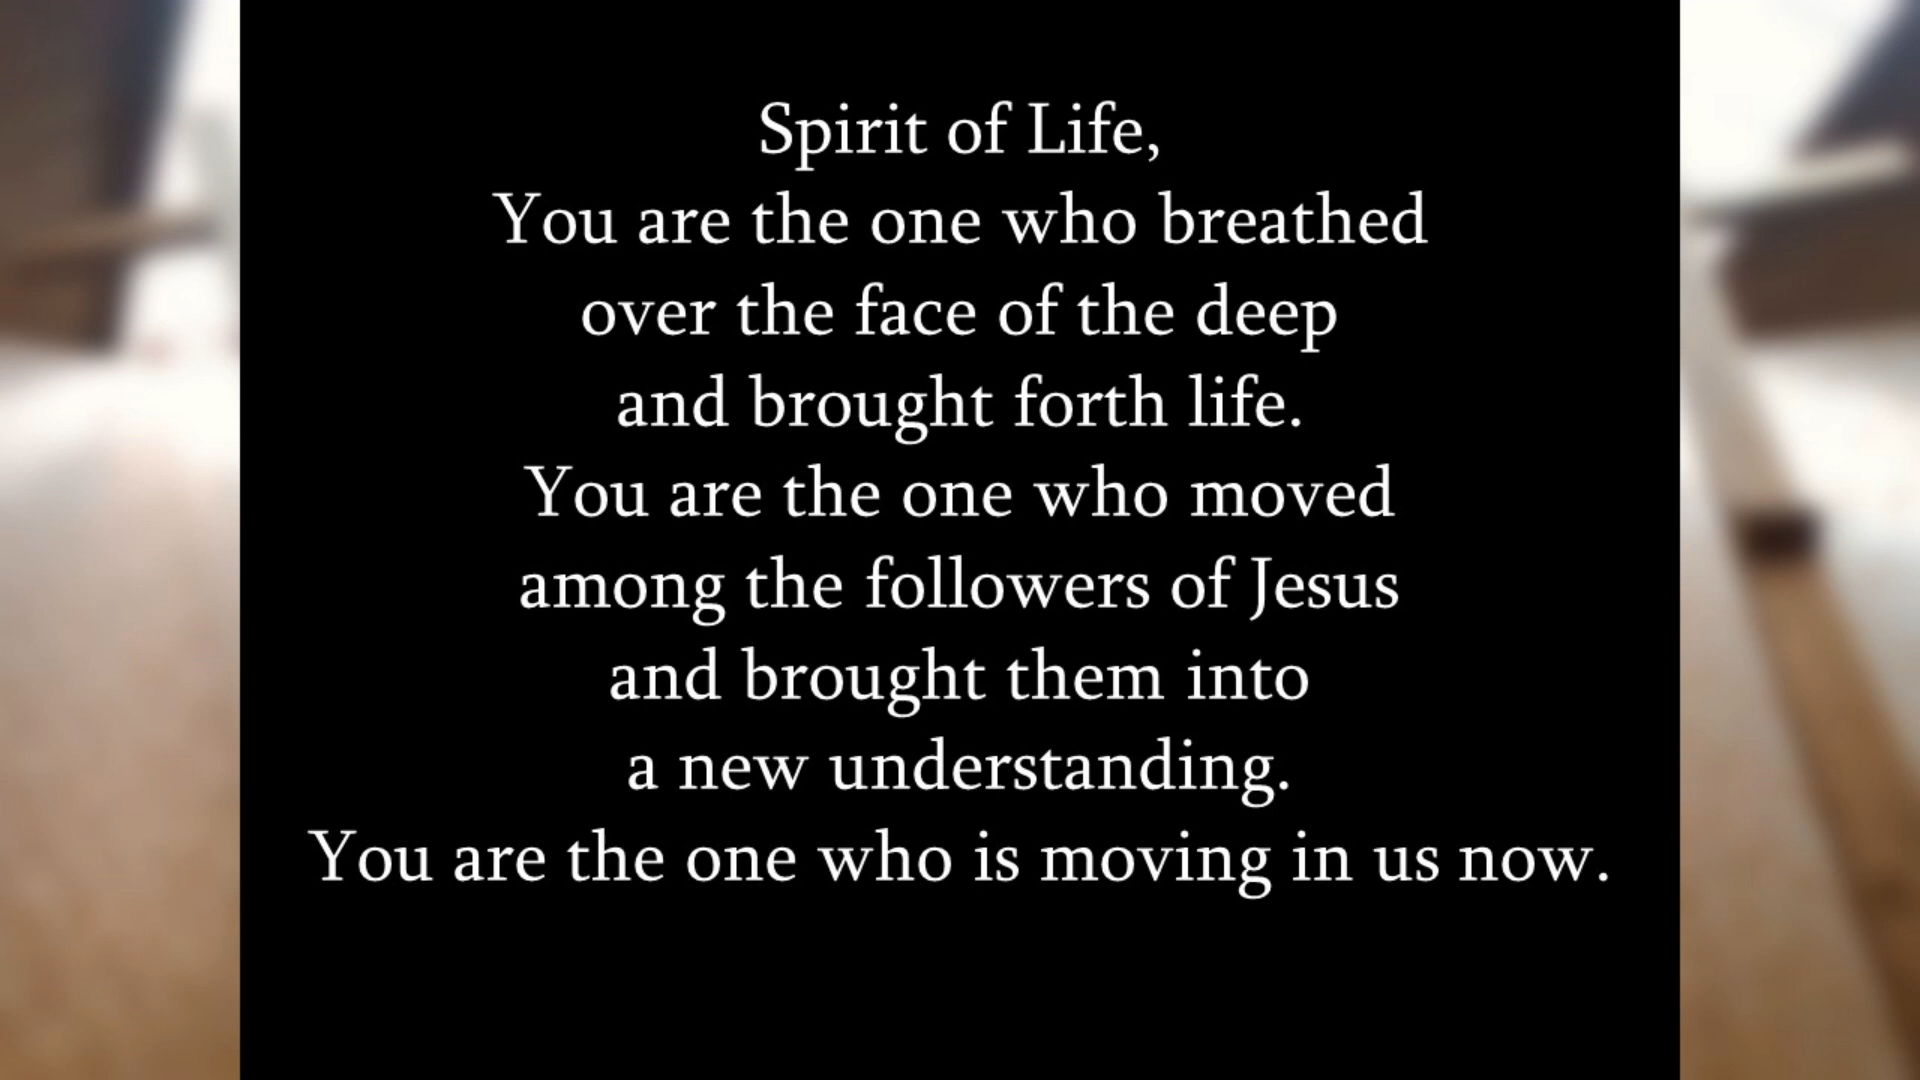 Spirit of Life,
You are the one who breathed
over the face of the deep
and brought forth life.
You are the one who moved
among the followers of Jesus
and brought them into
a new understanding.
You are the one who is moving in us now.